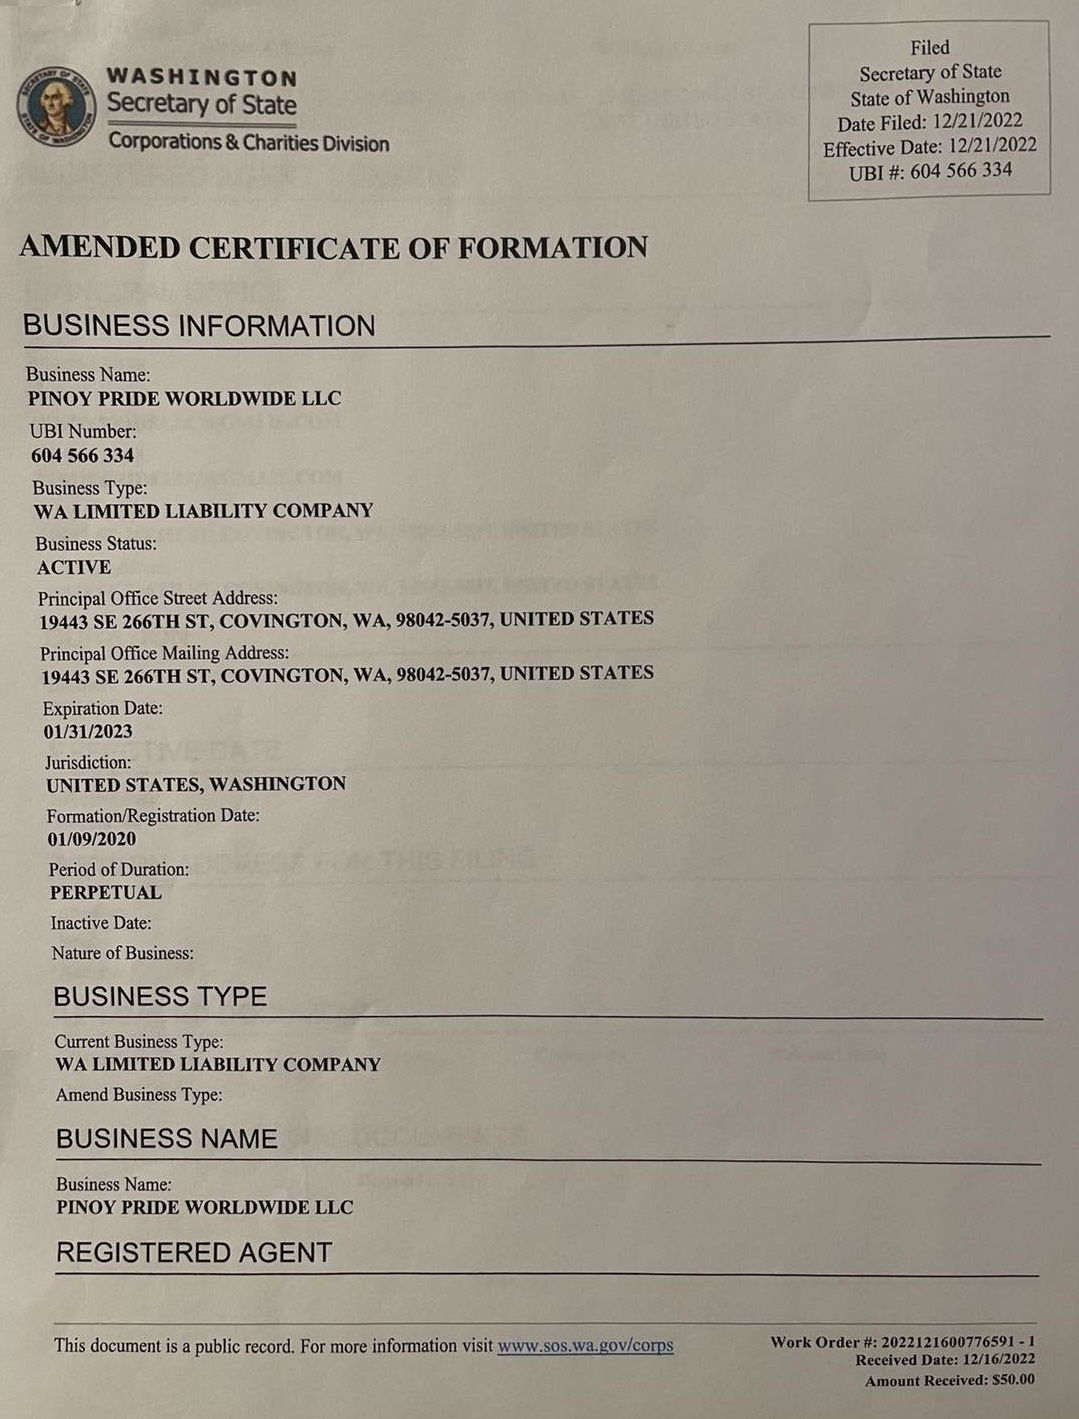 WASHINGTON
Secretary of State
Corporations & Charities Division
Filed
Secretary of State
State of Washington
Date Filed: 12/21/2022
Effective Date: 12/21/2022
UBI #: 604 566 334
AMENDED CERTIFICATE OF FORMATION
BUSINESS INFORMATION
Business Name:
PINOY PRIDE WORLDWIDE LLC
UBI Number:
604 566 334
Business Type:
WA LIMITED LIABILITY COMPANY
Business Status:
ACTIVE
Principal Office Street Address:
19443 SE 266TH ST, COVINGTON, WA, 98042-5037, UNITED STATES
Principal Office Mailing Address:
19443 SE 266TH ST, COVINGTON, WA, 98042-5037, UNITED STATES
Expiration Date:
01/31/2023
Jurisdiction:
UNITED STATES, WASHINGTON
Formation/Registration Date:
01/09/2020
Period of Duration:
PERPETUAL
Inactive Date:
Nature of Business:
BUSINESS TYPE
Current Business Type:
WA LIMITED LIABILITY COMPANY
Amend Business Type:
BUSINESS NAME
Business Name:
PINOY PRIDE WORLDWIDE LLC
REGISTERED AGENT
This document is a public record. For more information visit www.sos.wa.gov/corps
Work Order #: 2022121600776591 - 1
Received Date: 12/16/2022
Amount Received: $50.00